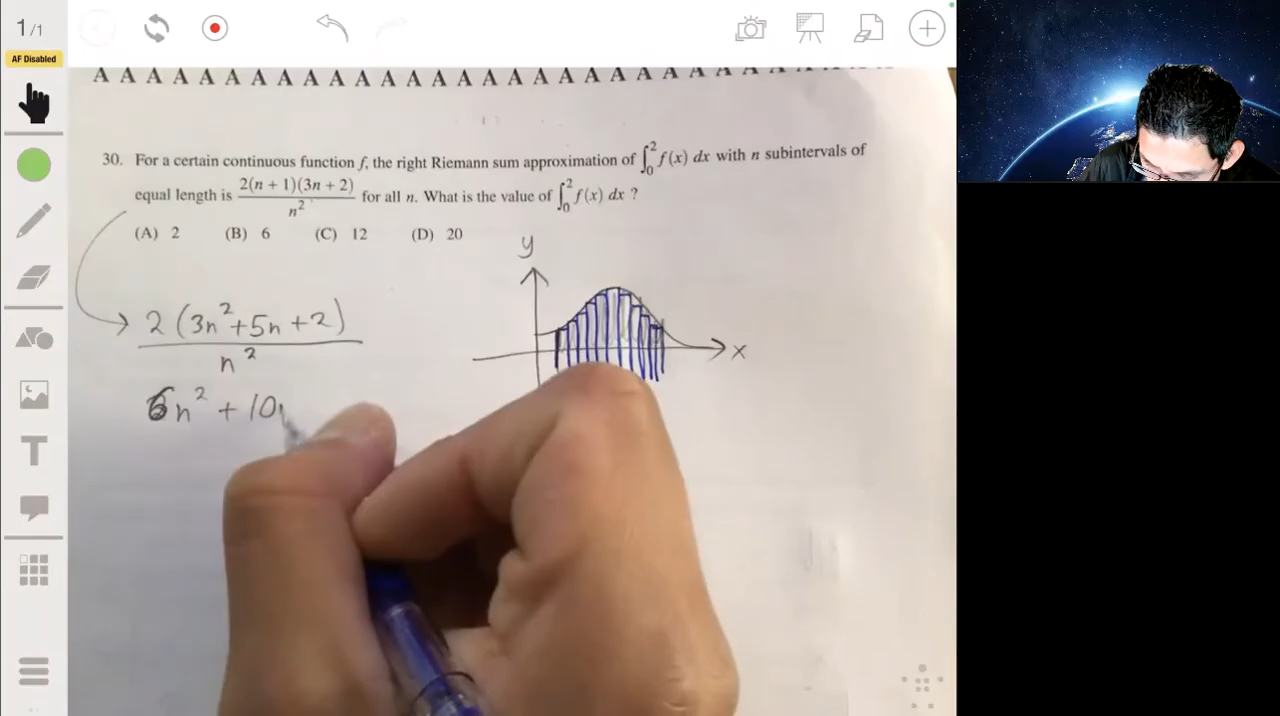 1/1
AF Disabled
A A A A A A A A A A A A A A A A A A A A A A A A A A A
30. For a certain continuous function f, the right Riemann sum approximation of ∫₀² f(x) dx with n subintervals of
equal length is 2(n + 1)(3n + 2)/n² for all n. What is the value of ∫₀² f(x) dx ?
(A) 2 (B) 6 (C) 12 (D) 20
y
2(3n²+5n+2)
n²
x
6n² + 10n
T